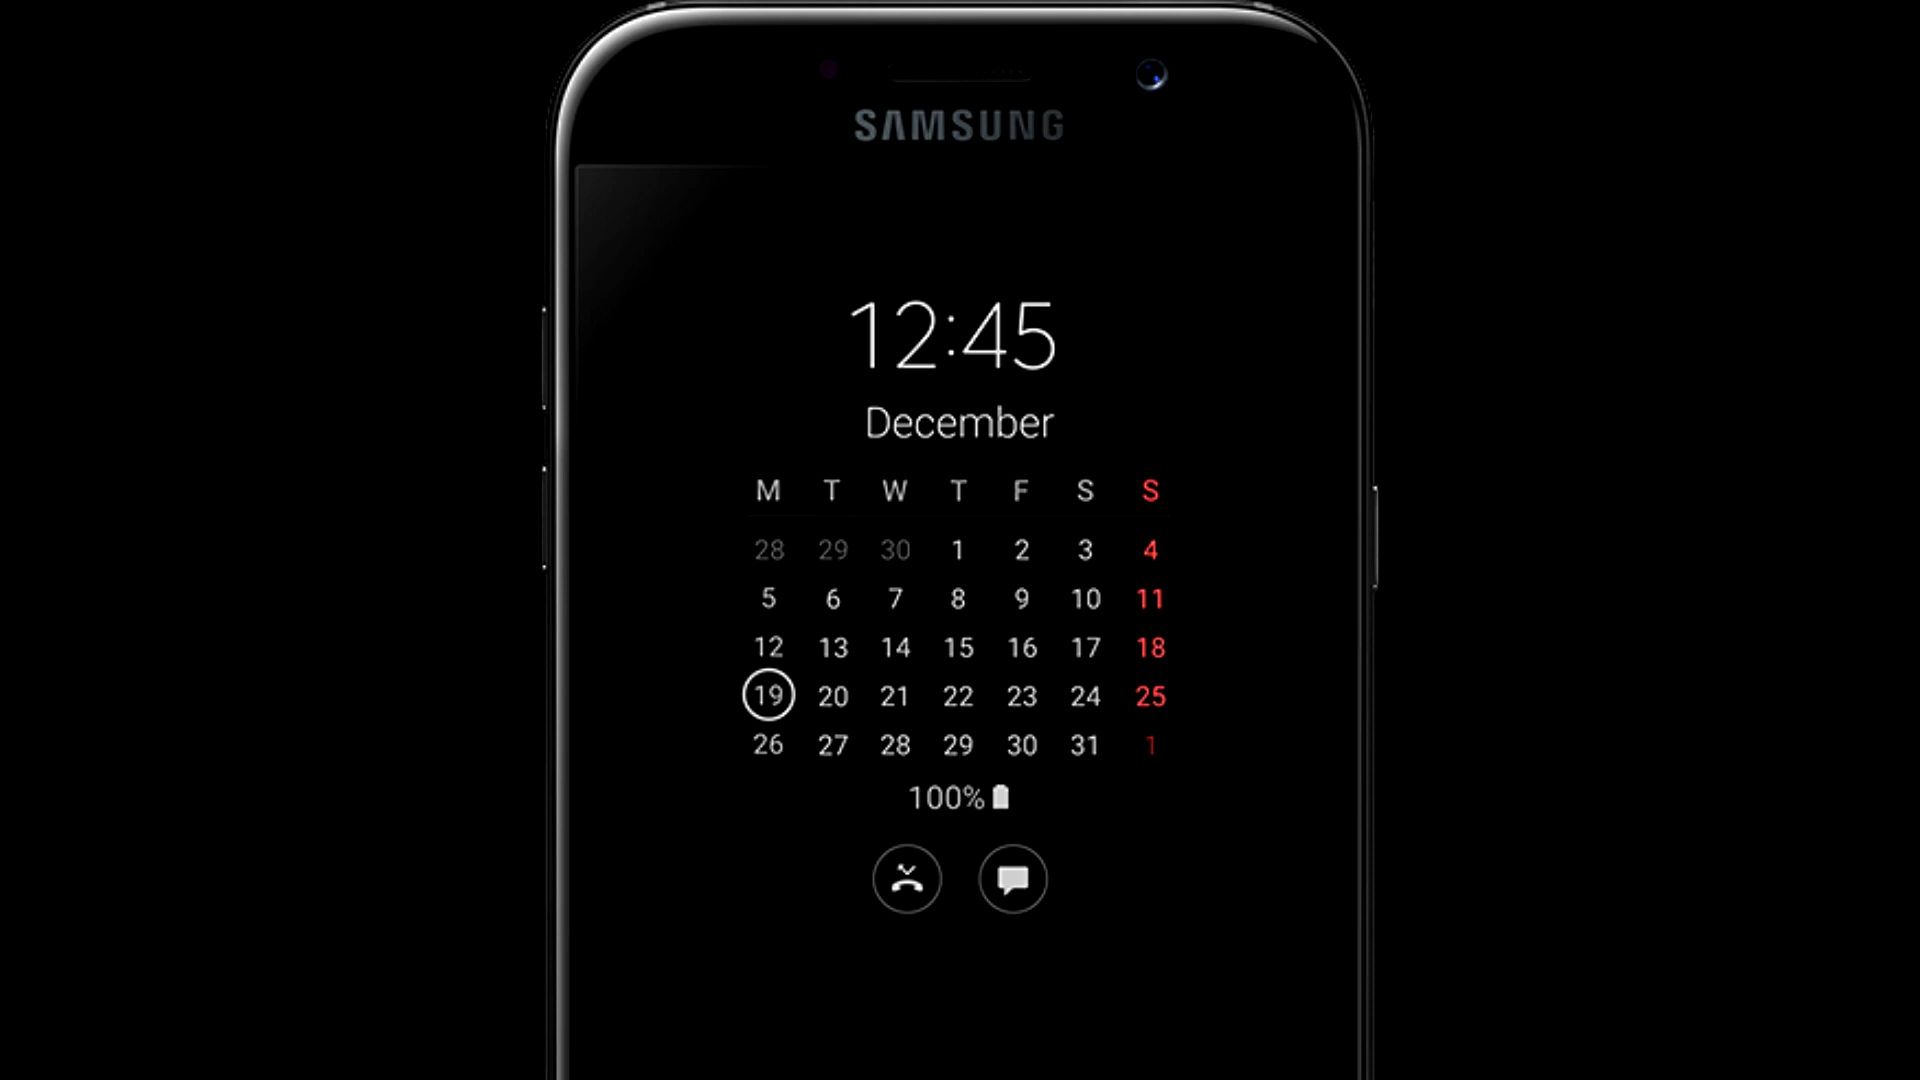 SAMSUNG
12:45
December
M T W T F S S
28 29 30 1 2 3 4
5 6 7 8 9 10 11
12 13 14 15 16 17 18
19 20 21 22 23 24 25
26 27 28 29 30 31 1
100%